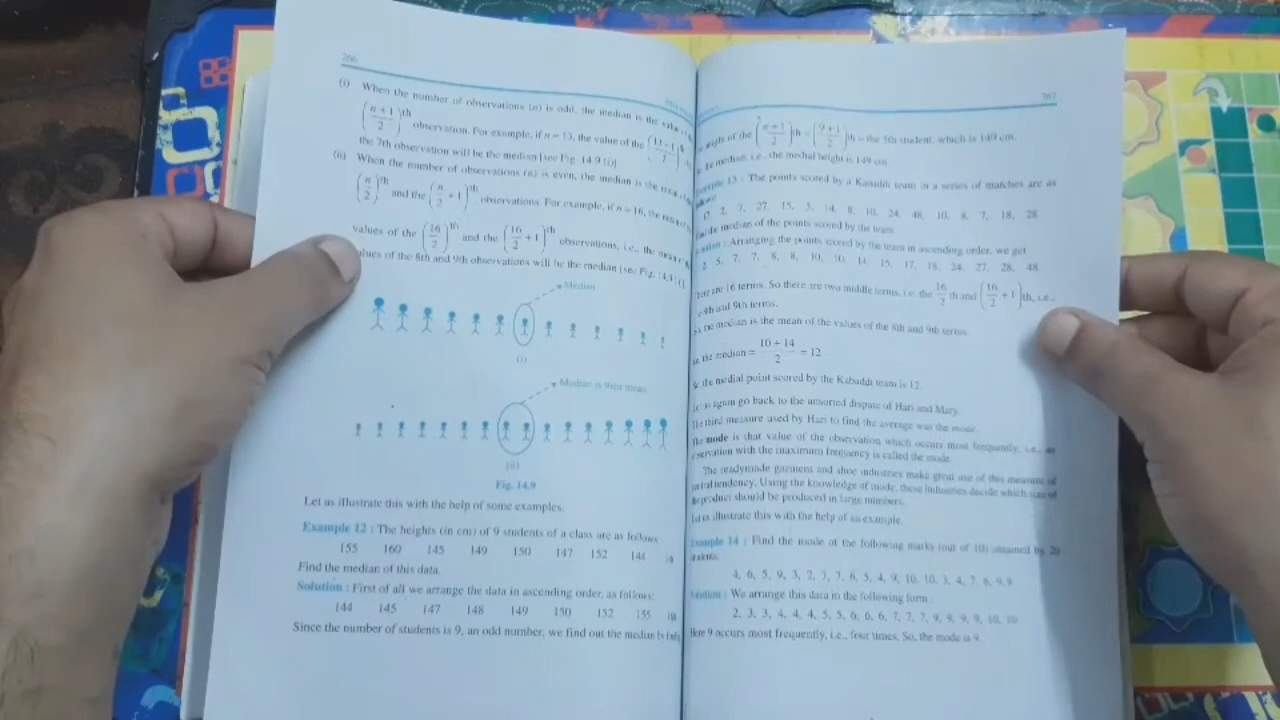 266
(i) When the number of observations (n) is odd, the median is the value of the
((n + 1)/2)th observation. For example, if n = 13, the value of the
the 7th observation will be the median [see Fig. 14.9 (i)].
(ii) When the number of observations (n) is even, the median is the mean of the
(n/2)th and the (n/2 + 1)th observations. For example, if n = 16, the mean of
values of the (16/2)th and the (16/2 + 1)th observations, i.e., the mean of
values of the 8th and 9th observations will be the median [see Fig. 14.9 (ii)].
Median
(i)
Median is their mean
(ii)
Fig. 14.9
Let us illustrate this with the help of some examples.
Example 12 : The heights (in cm) of 9 students of a class are as follows:
155 160 145 149 150 147 152 144
Find the median of this data.
Solution : First of all we arrange the data in ascending order, as follows:
144 145 147 148 149 150 152 155
Since the number of students is 9, an odd number, we find out the median by
267
height of the ((n + 1)/2)th = ((9 + 1)/2)th = the 5th student, which is 149 cm.
the median, i.e., the medial height is 149 cm.
Example 13 : The points scored by a Kabaddi team in a series of matches are as
follows:
17, 2, 7, 27, 15, 5, 14, 8, 10, 24, 48, 10, 8, 7, 18, 28
Find the median of the points scored by the team.
Solution : Arranging the points scored by the team in ascending order, we get
2, 5, 7, 7, 8, 8, 10, 10, 14, 15, 17, 18, 24, 27, 28, 48
There are 16 terms. So there are two middle terms, i.e. the 16/2 th and (16/2 + 1)th, i.e.,
8th and 9th terms.
the median is the mean of the values of the 8th and 9th terms.
i.e, the median = (10 + 14)/2 = 12
So, the medial point scored by the Kabaddi team is 12.
Let us again go back to the unsorted dispute of Hari and Mary.
The third measure used by Hari to find the average was the mode.
The mode is that value of the observation which occurs most frequently, i.e., an
observation with the maximum frequency is called the mode.
The readymade garment and shoe industries make great use of this measure of
central tendency. Using the knowledge of mode, these industries decide which size of
the product should be produced in large numbers.
Let us illustrate this with the help of an example.
Example 14 : Find the mode of the following marks (out of 10) obtained by 20
students:
4, 6, 5, 9, 3, 2, 7, 7, 6, 5, 4, 9, 10, 10, 3, 4, 7, 6, 9, 9
Solution : We arrange this data in the following form :
2, 3, 3, 4, 4, 4, 5, 5, 6, 6, 6, 7, 7, 7, 9, 9, 9, 9, 10, 10
Here 9 occurs most frequently, i.e., four times. So, the mode is 9.